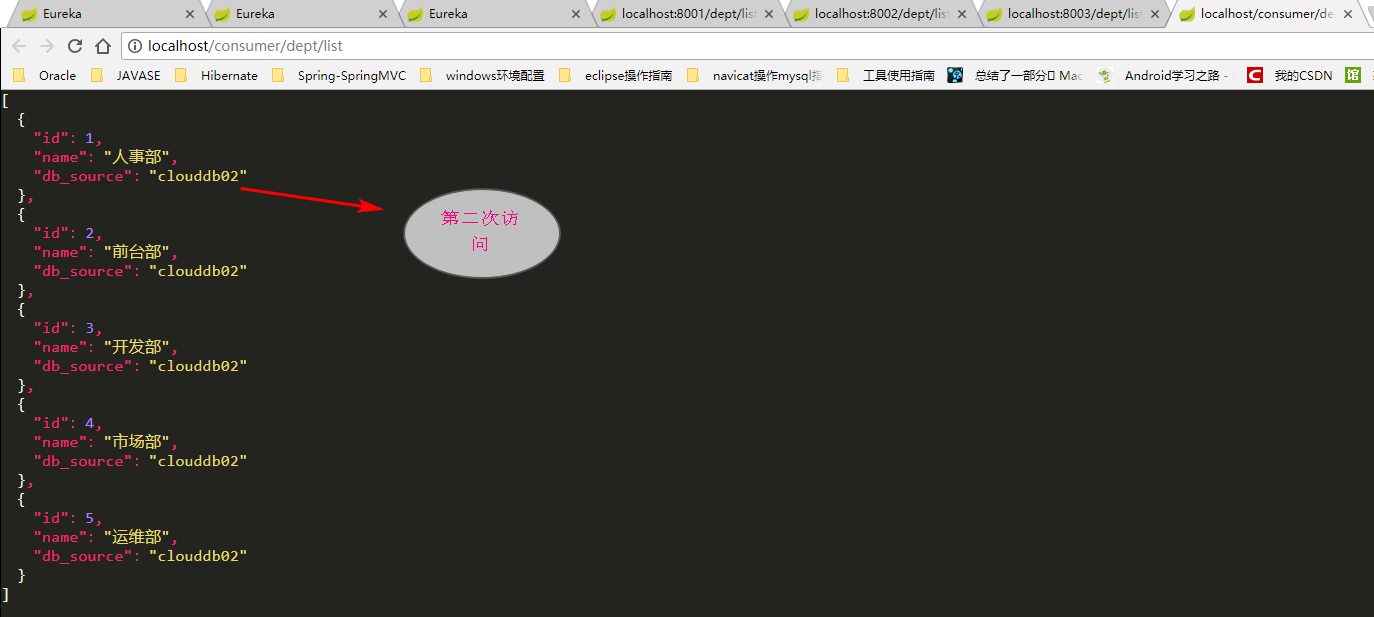 Eureka Eureka Eureka localhost:8001/dept/list localhost:8002/dept/list localhost:8003/dept/list localhost/consumer/de
localhost/consumer/dept/list
Oracle JAVASE Hibernate Spring-SpringMVC windows环境配置 eclipse操作指南 navicat操作mysql指 工具使用指南 总结了一部分 Mac Android学习之路 - 我的CSDN 馆
[
{
"id": 1,
"name": "人事部",
"db_source": "clouddb02"
},
{
"id": 2,
"name": "前台部",
"db_source": "clouddb02"
},
{
"id": 3,
"name": "开发部",
"db_source": "clouddb02"
},
{
"id": 4,
"name": "市场部",
"db_source": "clouddb02"
},
{
"id": 5,
"name": "运维部",
"db_source": "clouddb02"
}
]
第二次访
问